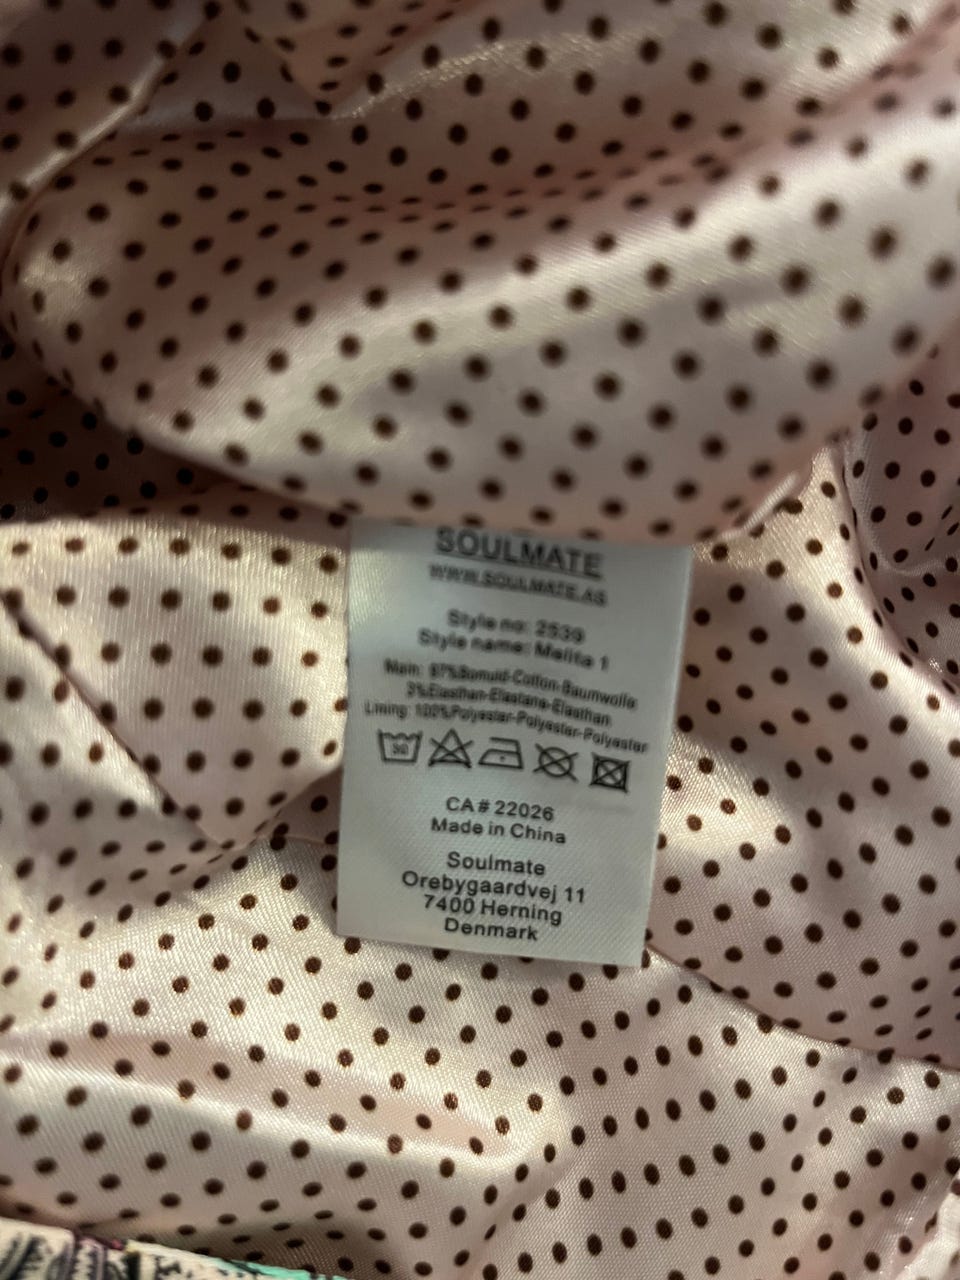 SOULMATE
WWW.SOULMATE.AS
Style no: 2539
Style name: Melita 1
Main: 97%Bomuld-Cotton-Baumwolle
3%Elasthan-Elastane-Elasthan
Lining: 100%Polyester-Polyester-Polyester
30
CA # 22026
Made in China
Soulmate
Orebygaardvej 11
7400 Herning
Denmark